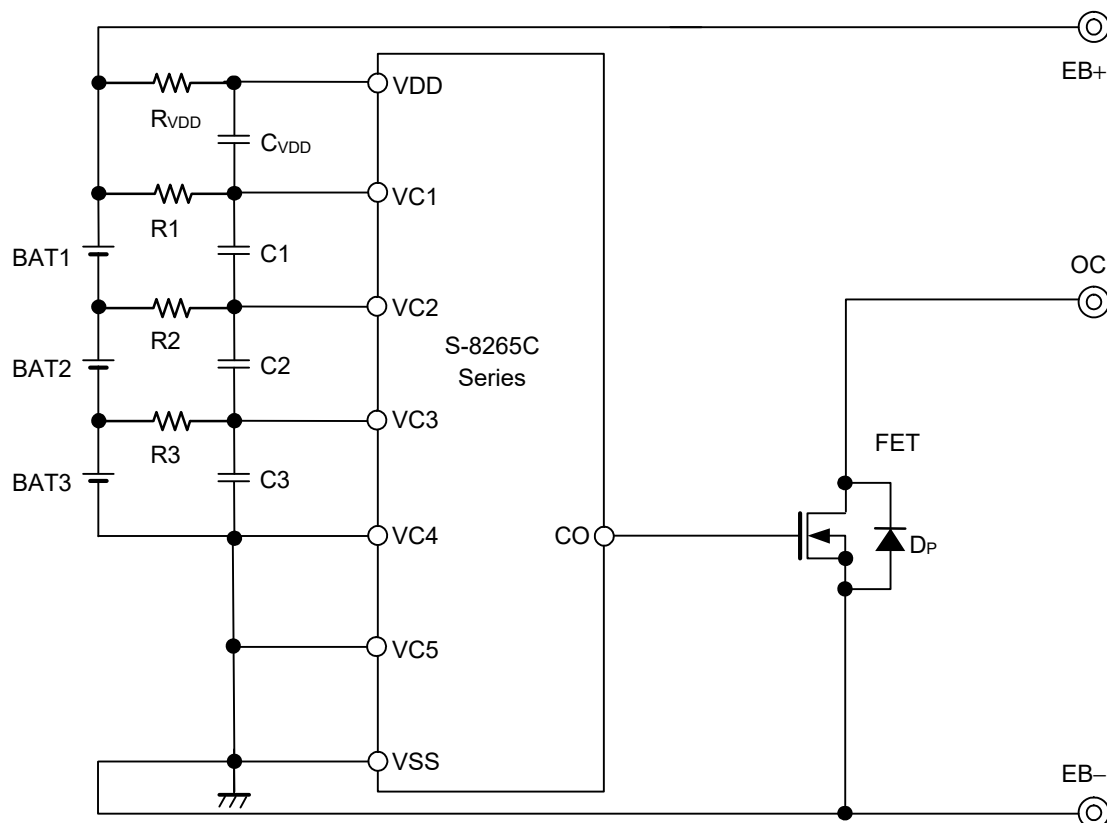 EB+
VDD
RVDD
CVDD
VC1
R1
BAT1
C1
OC
VC2
R2
S-8265C
Series
BAT2
C2
VC3
R3
FET
BAT3
C3
VC4
CO
DP
VC5
VSS
EB−